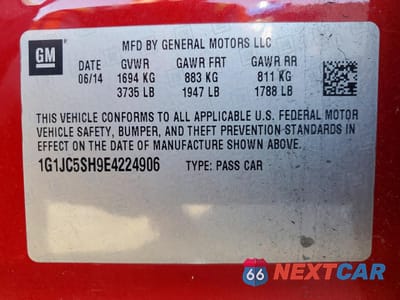 GM
MFD BY GENERAL MOTORS LLC
DATE GVWR GAWR FRT GAWR RR
06/14 1694 KG 883 KG 811 KG
3735 LB 1947 LB 1788 LB
THIS VEHICLE CONFORMS TO ALL APPLICABLE U.S. FEDERAL MOTOR
VEHICLE SAFETY, BUMPER, AND THEFT PREVENTION STANDARDS IN
EFFECT ON THE DATE OF MANUFACTURE SHOWN ABOVE.
1G1JC5SH9E4224906 TYPE: PASS CAR
66 NEXTCAR